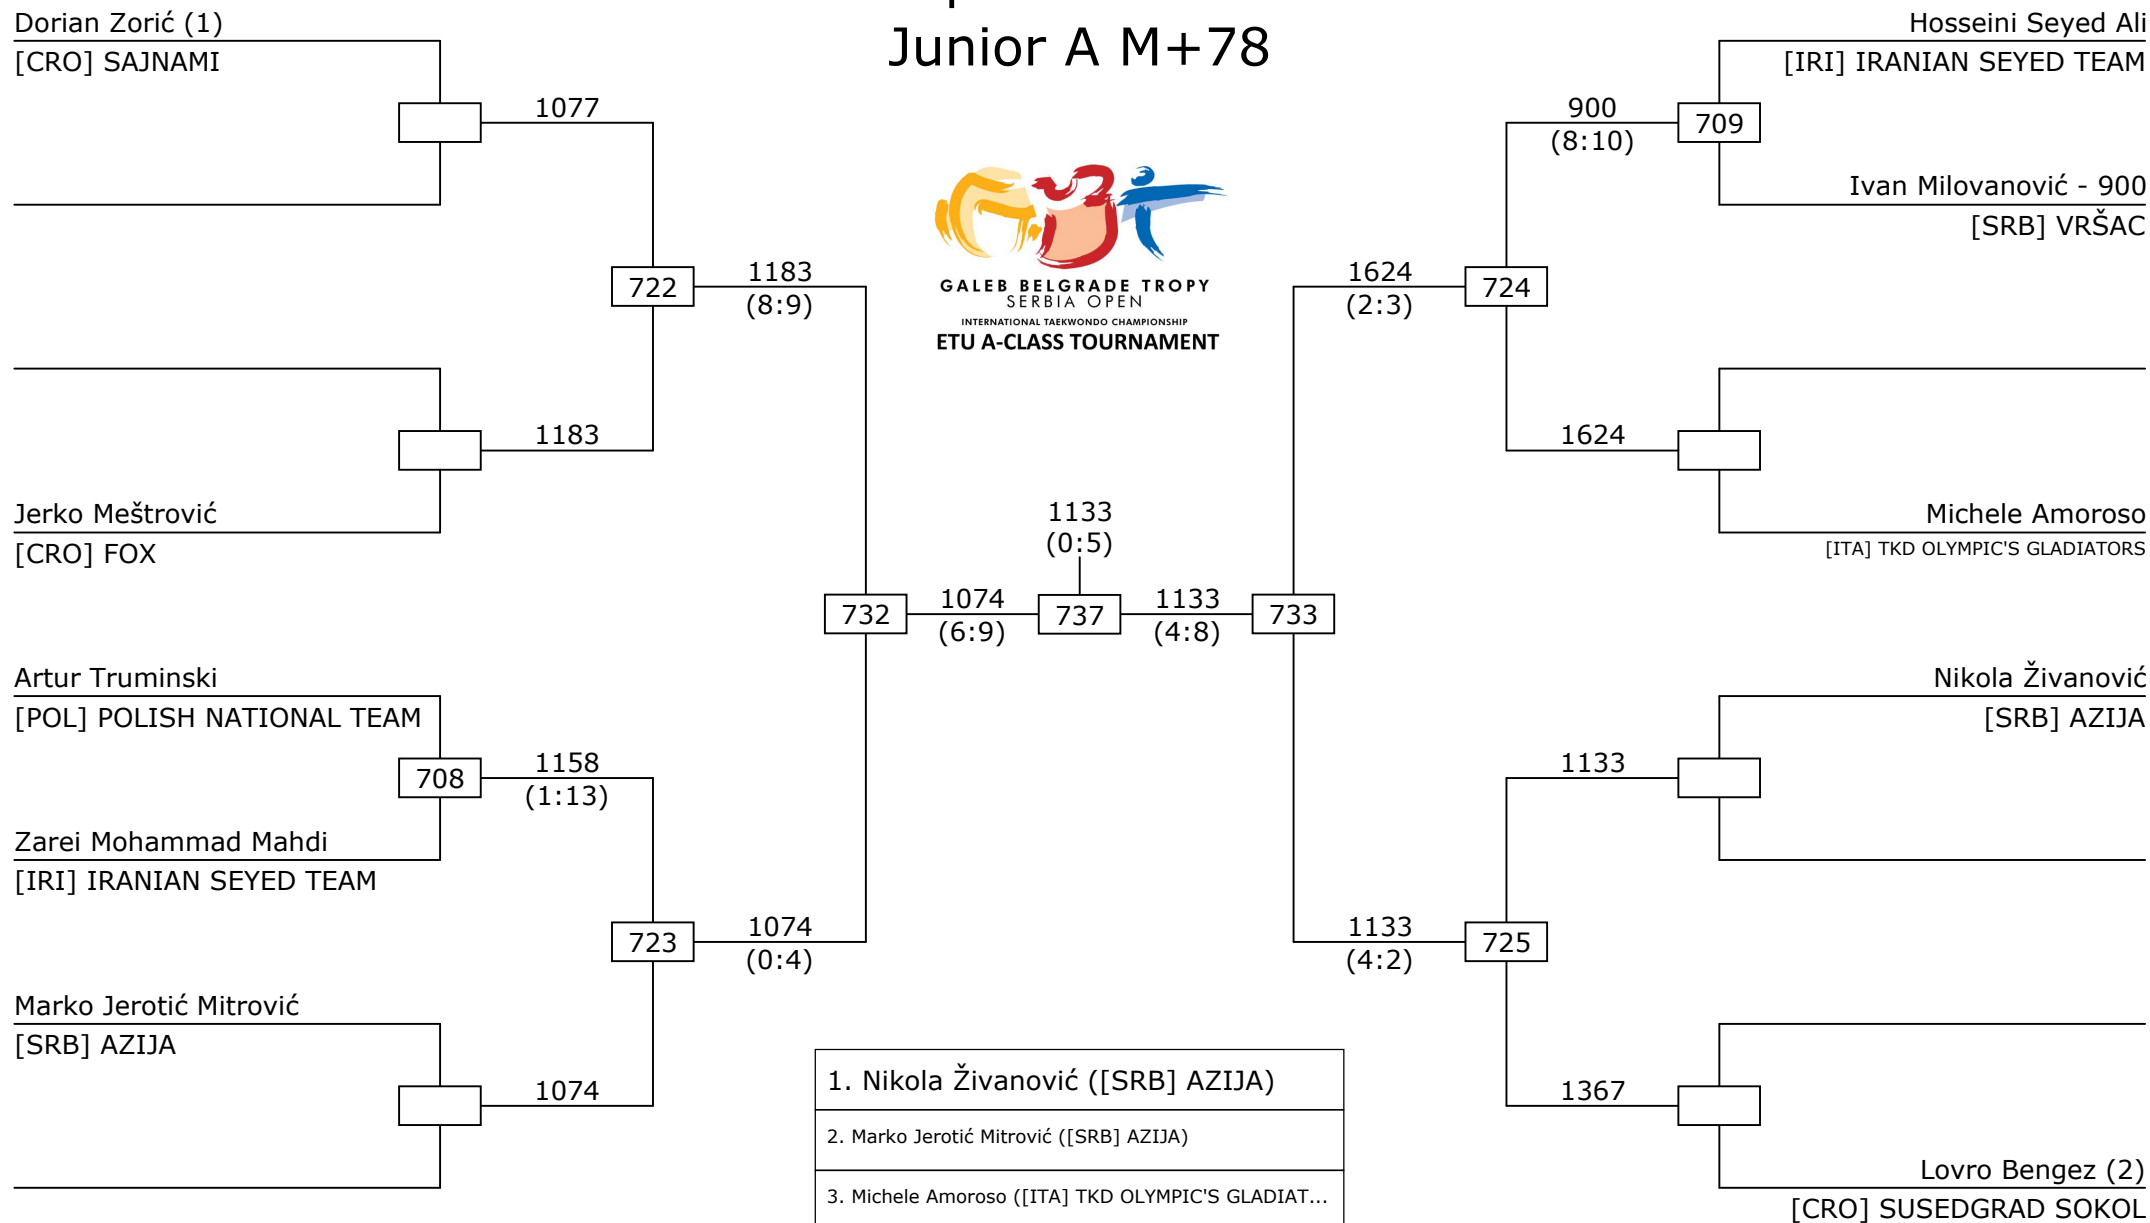 Junior A M+78
Dorian Zorić (1)
[CRO] SAJNAMI
1077
722
1183
(8:9)
1183
Jerko Meštrović
[CRO] FOX
Artur Truminski
[POL] POLISH NATIONAL TEAM
708
1158
(1:13)
Zarei Mohammad Mahdi
[IRI] IRANIAN SEYED TEAM
723
1074
(0:4)
Marko Jerotić Mitrović
[SRB] AZIJA
1074
732
1074
(6:9)
GALEB BELGRADE TROPY
SERBIA OPEN
INTERNATIONAL TAEKWONDO CHAMPIONSHIP
ETU A-CLASS TOURNAMENT
1133
(0:5)
737
1133
(4:8)
733
Hosseini Seyed Ali
[IRI] IRANIAN SEYED TEAM
900
(8:10)
709
Ivan Milovanović - 900
[SRB] VRŠAC
1624
(2:3)
724
1624
Michele Amoroso
[ITA] TKD OLYMPIC'S GLADIATORS
Nikola Živanović
[SRB] AZIJA
1133
1133
(4:2)
725
1367
Lovro Bengez (2)
[CRO] SUSEDGRAD SOKOL
1. Nikola Živanović ([SRB] AZIJA)
2. Marko Jerotić Mitrović ([SRB] AZIJA)
3. Michele Amoroso ([ITA] TKD OLYMPIC'S GLADIAT...